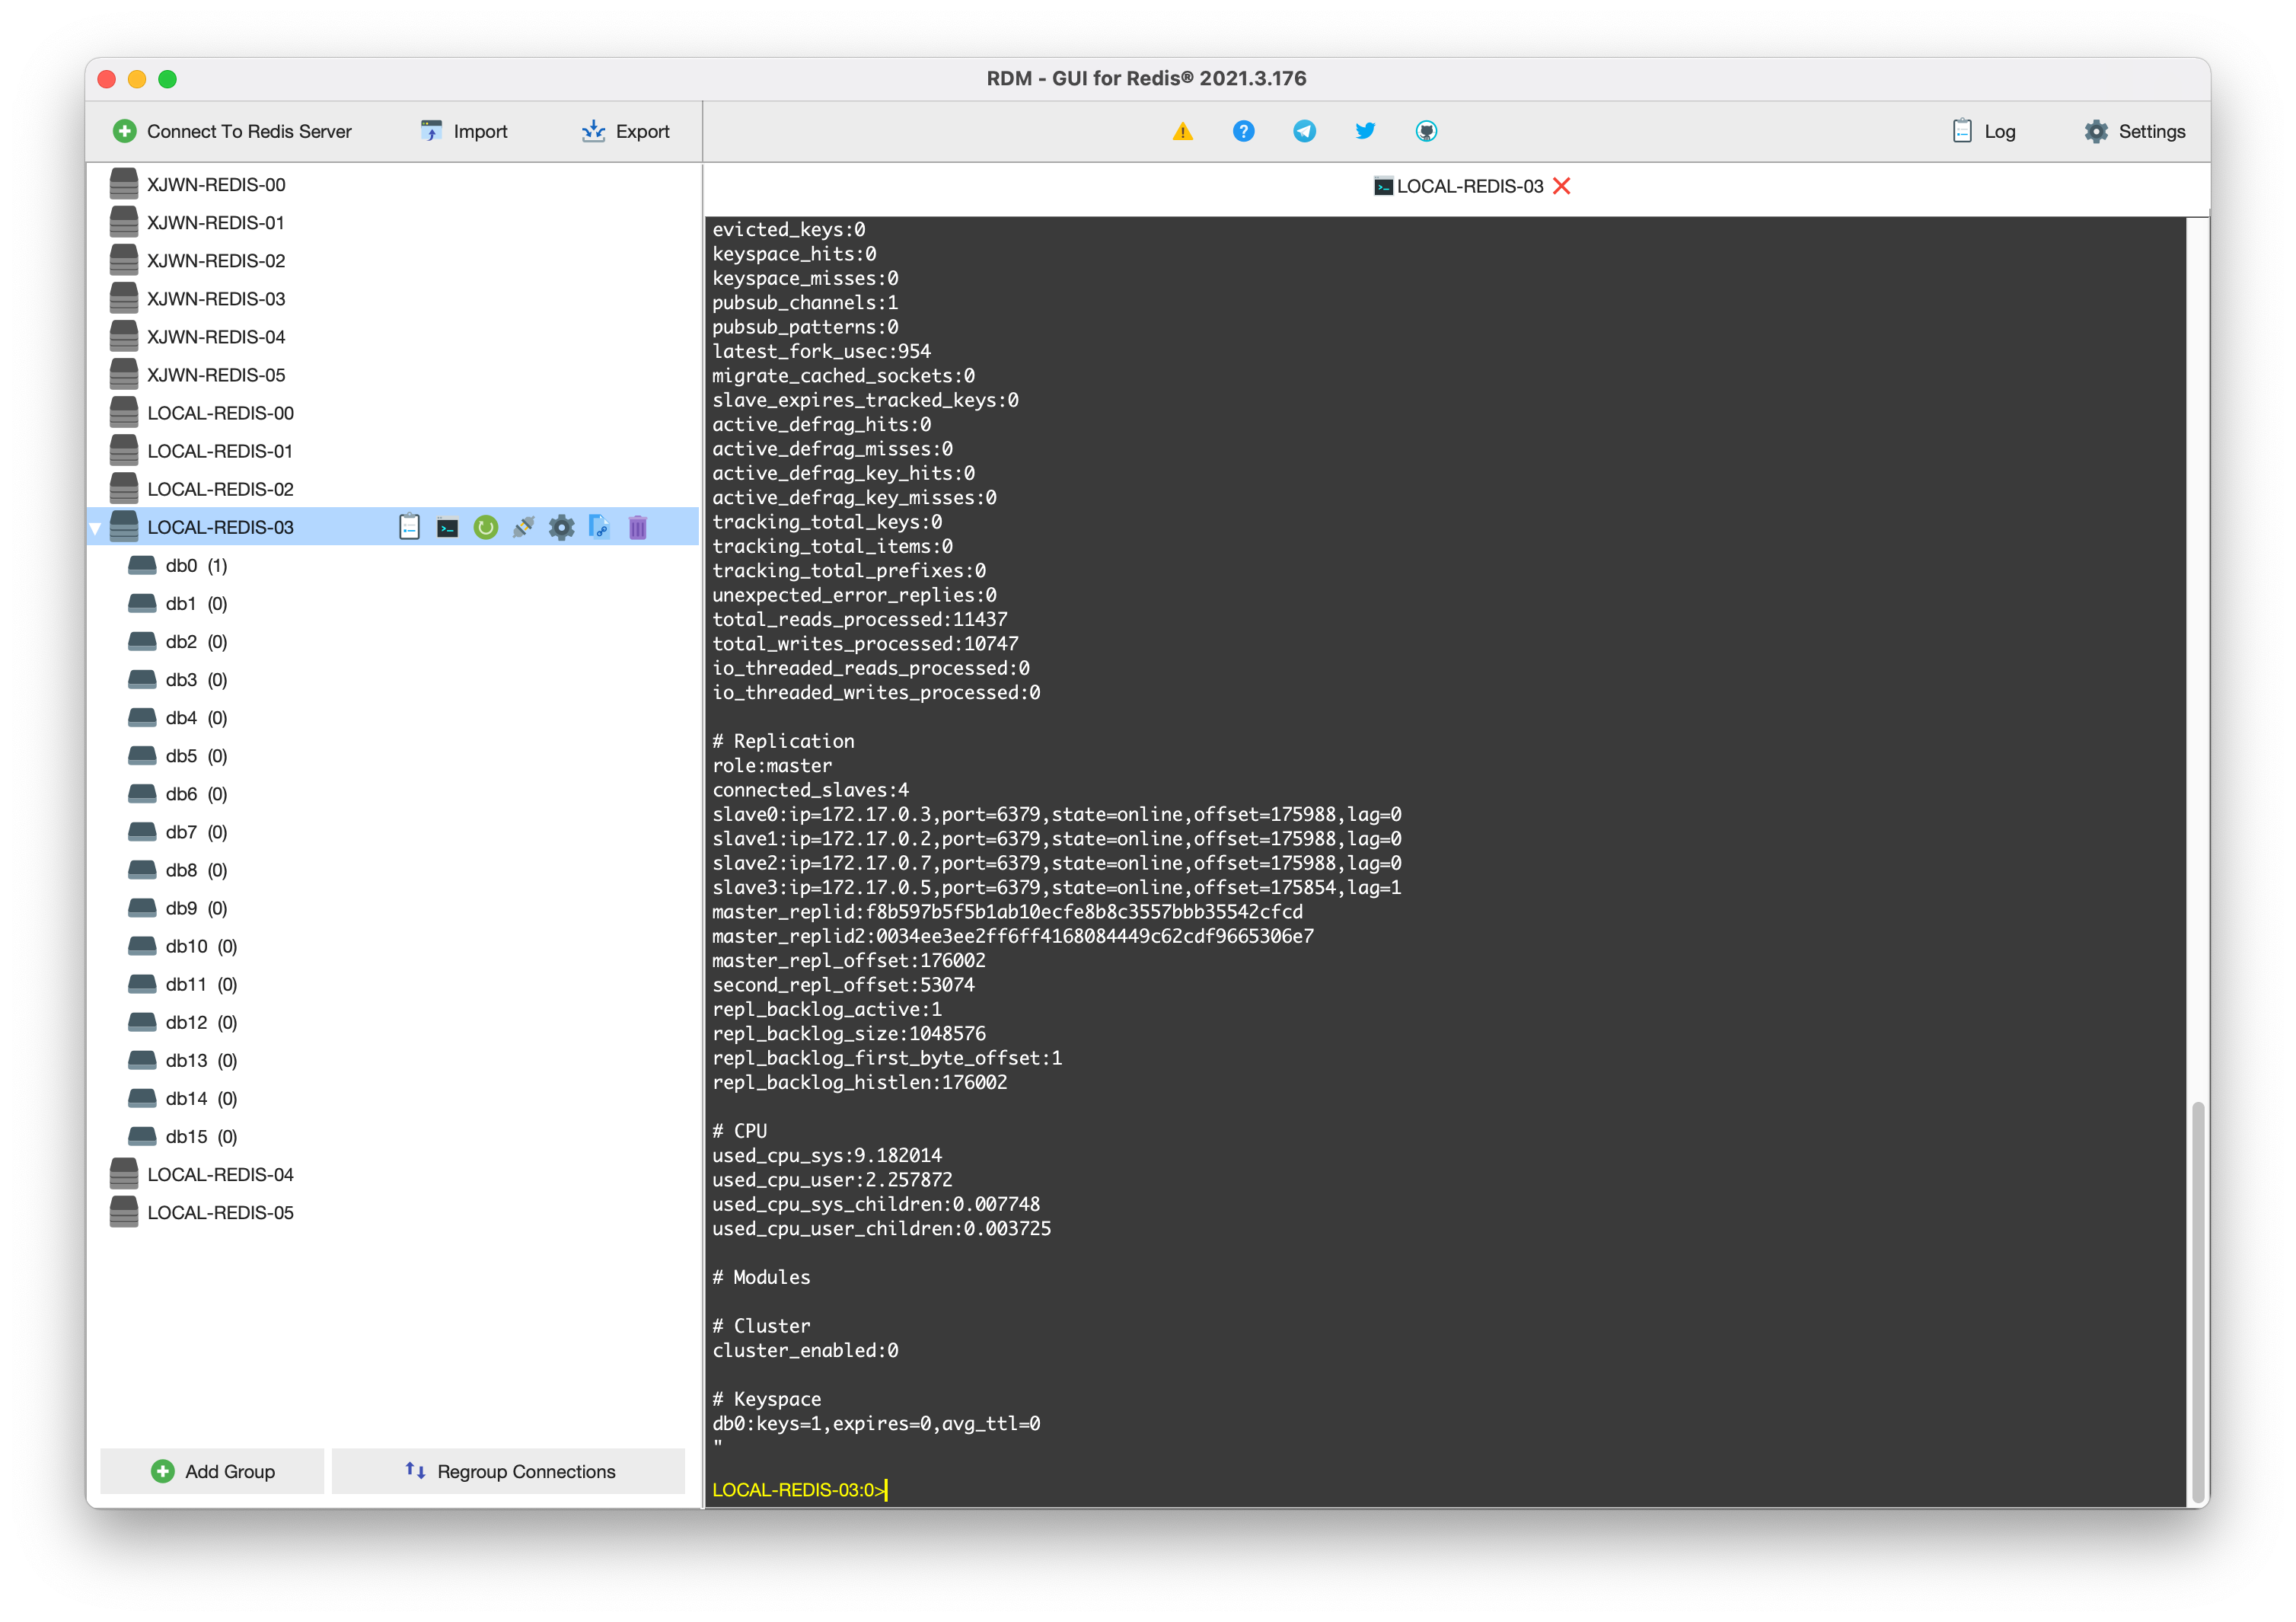 RDM - GUI for Redis® 2021.3.176
Connect To Redis Server
Import
Export
Log
Settings
XJWN-REDIS-00
XJWN-REDIS-01
XJWN-REDIS-02
XJWN-REDIS-03
XJWN-REDIS-04
XJWN-REDIS-05
LOCAL-REDIS-00
LOCAL-REDIS-01
LOCAL-REDIS-02
LOCAL-REDIS-03
db0 (1)
db1 (0)
db2 (0)
db3 (0)
db4 (0)
db5 (0)
db6 (0)
db7 (0)
db8 (0)
db9 (0)
db10 (0)
db11 (0)
db12 (0)
db13 (0)
db14 (0)
db15 (0)
LOCAL-REDIS-04
LOCAL-REDIS-05
Add Group
Regroup Connections
LOCAL-REDIS-03
evicted_keys:0
keyspace_hits:0
keyspace_misses:0
pubsub_channels:1
pubsub_patterns:0
latest_fork_usec:954
migrate_cached_sockets:0
slave_expires_tracked_keys:0
active_defrag_hits:0
active_defrag_misses:0
active_defrag_key_hits:0
active_defrag_key_misses:0
tracking_total_keys:0
tracking_total_items:0
tracking_total_prefixes:0
unexpected_error_replies:0
total_reads_processed:11437
total_writes_processed:10747
io_threaded_reads_processed:0
io_threaded_writes_processed:0
# Replication
role:master
connected_slaves:4
slave0:ip=172.17.0.3,port=6379,state=online,offset=175988,lag=0
slave1:ip=172.17.0.2,port=6379,state=online,offset=175988,lag=0
slave2:ip=172.17.0.7,port=6379,state=online,offset=175988,lag=0
slave3:ip=172.17.0.5,port=6379,state=online,offset=175854,lag=1
master_replid:f8b597b5f5b1ab10ecfe8b8c3557bbb35542cfcd
master_replid2:0034ee3ee2ff6ff4168084449c62cdf9665306e7
master_repl_offset:176002
second_repl_offset:53074
repl_backlog_active:1
repl_backlog_size:1048576
repl_backlog_first_byte_offset:1
repl_backlog_histlen:176002
# CPU
used_cpu_sys:9.182014
used_cpu_user:2.257872
used_cpu_sys_children:0.007748
used_cpu_user_children:0.003725
# Modules
# Cluster
cluster_enabled:0
# Keyspace
db0:keys=1,expires=0,avg_ttl=0
"
LOCAL-REDIS-03:0>